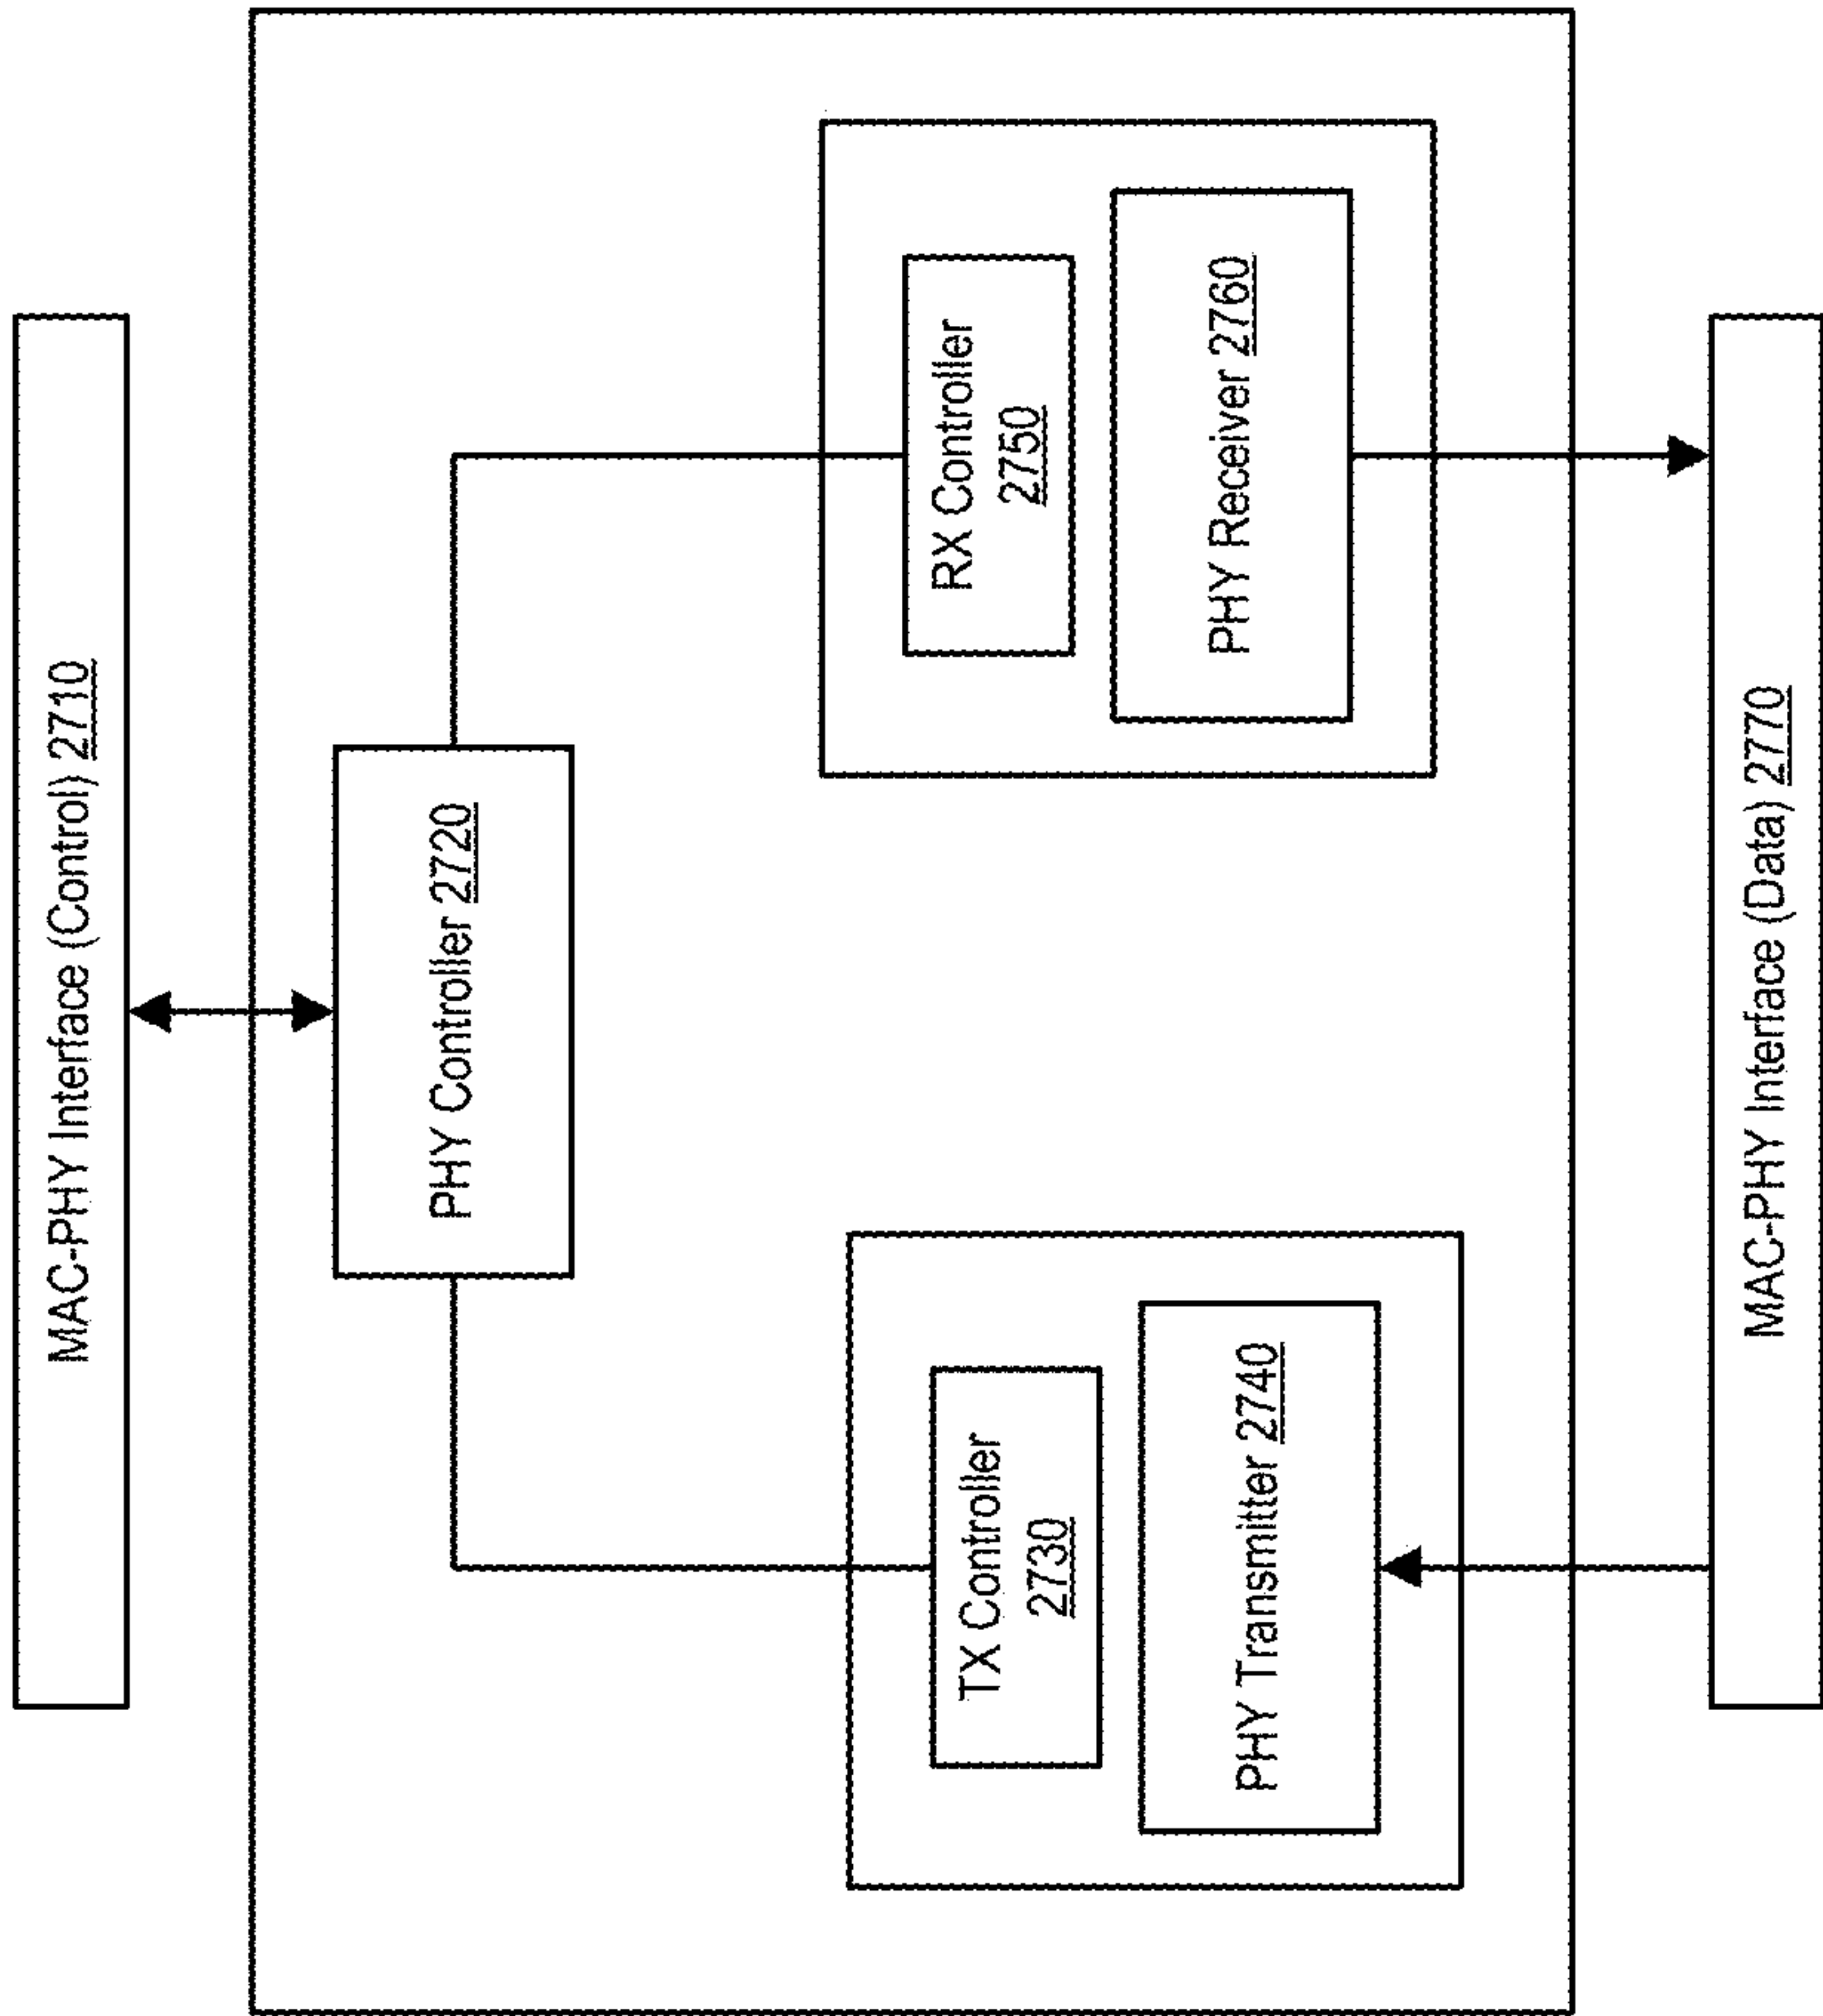 MAC-PHY Interface (Control) 2710
PHY Controller 2720
TX Controller
2730
PHY Transmitter 2740
RX Controller
2750
PHY Receiver 2760
MAC-PHY Interface (Data) 2770